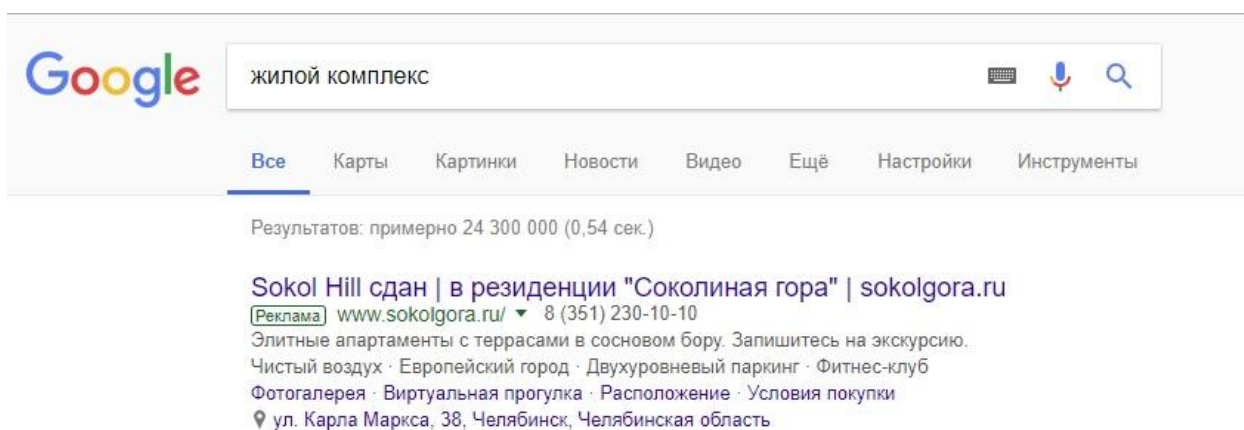 Google
жилой комплекс
Все Карты Картинки Новости Видео Ещё Настройки Инструменты
Результатов: примерно 24 300 000 (0,54 сек.)
Sokol Hill сдан | в резиденции "Соколиная гора" | sokolgora.ru
Реклама www.sokolgora.ru/ 8 (351) 230-10-10
Элитные апартаменты с террасами в сосновом бору. Запишитесь на экскурсию.
Чистый воздух · Европейский город · Двухуровневый паркинг · Фитнес-клуб
Фотогалерея · Виртуальная прогулка · Расположение · Условия покупки
ул. Карла Маркса, 38, Челябинск, Челябинская область